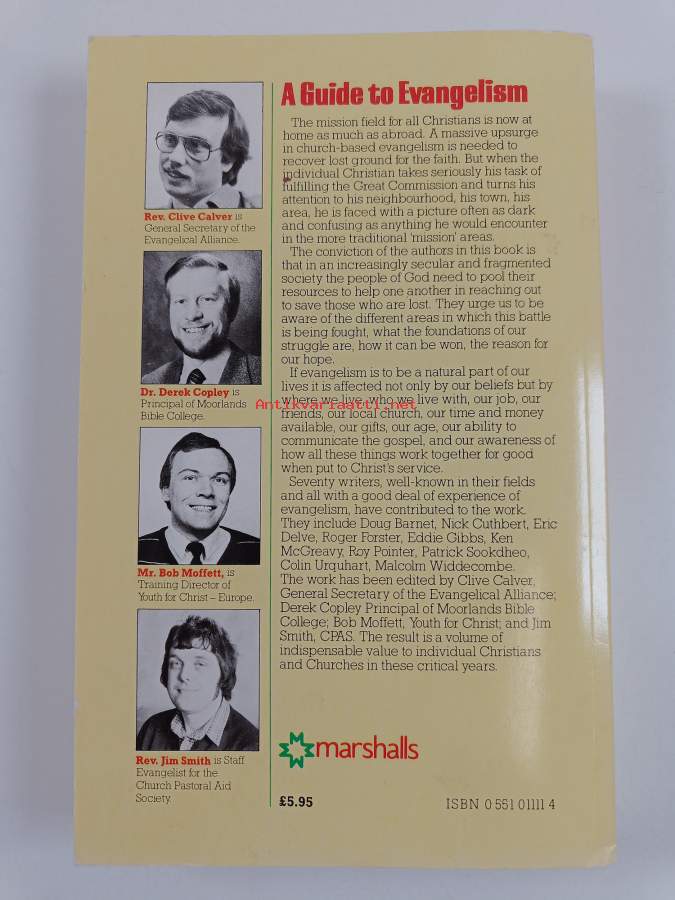 Rev. Clive Calver is
General Secretary of the
Evangelical Alliance.
Dr. Derek Copley is
Principal of Moorlands
Bible College.
Mr. Bob Moffett, is
Training Director of
Youth for Christ – Europe.
Rev. Jim Smith is Staff
Evangelist for the
Church Pastoral Aid
Society.
A Guide to Evangelism
The mission field for all Christians is now at
home as much as abroad. A massive upsurge
in church-based evangelism is needed to
recover lost ground for the faith. But when the
individual Christian takes seriously his task of
fulfilling the Great Commission and turns his
attention to his neighbourhood, his town, his
area, he is faced with a picture often as dark
and confusing as anything he would encounter
in the more traditional 'mission' areas.
The conviction of the authors in this book is
that in an increasingly secular and fragmented
society the people of God need to pool their
resources to help one another in reaching out
to save those who are lost. They urge us to be
aware of the different areas in which this battle
is being fought, what the foundations of our
struggle are, how it can be won, the reason for
our hope.
If evangelism is to be a natural part of our
lives it is affected not only by our beliefs but by
where we live, who we live with, our job, our
friends, our local church, our time and money
available, our gifts, our age, our ability to
communicate the gospel, and our awareness of
how all these things work together for good
when put to Christ's service.
Seventy writers, well-known in their fields
and all with a good deal of experience of
evangelism, have contributed to the work.
They include Doug Barnet, Nick Cuthbert, Eric
Delve, Roger Forster, Eddie Gibbs, Ken
McGreavy, Roy Pointer, Patrick Sookdheo,
Colin Urquhart, Malcolm Widdecombe.
The work has been edited by Clive Calver,
General Secretary of the Evangelical Alliance;
Derek Copley Principal of Moorlands Bible
College; Bob Moffett, Youth for Christ; and Jim
Smith, CPAS. The result is a volume of
indispensable value to individual Christians
and Churches in these critical years.
marshalls
£5.95
ISBN 0 551 01111 4
Antikvariaatti.net